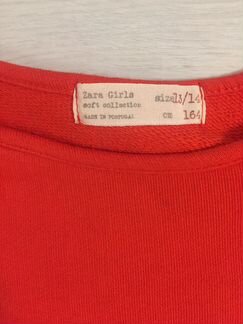 Zara Girls size 13/14
soft collection
MADE IN PORTUGAL CM 164